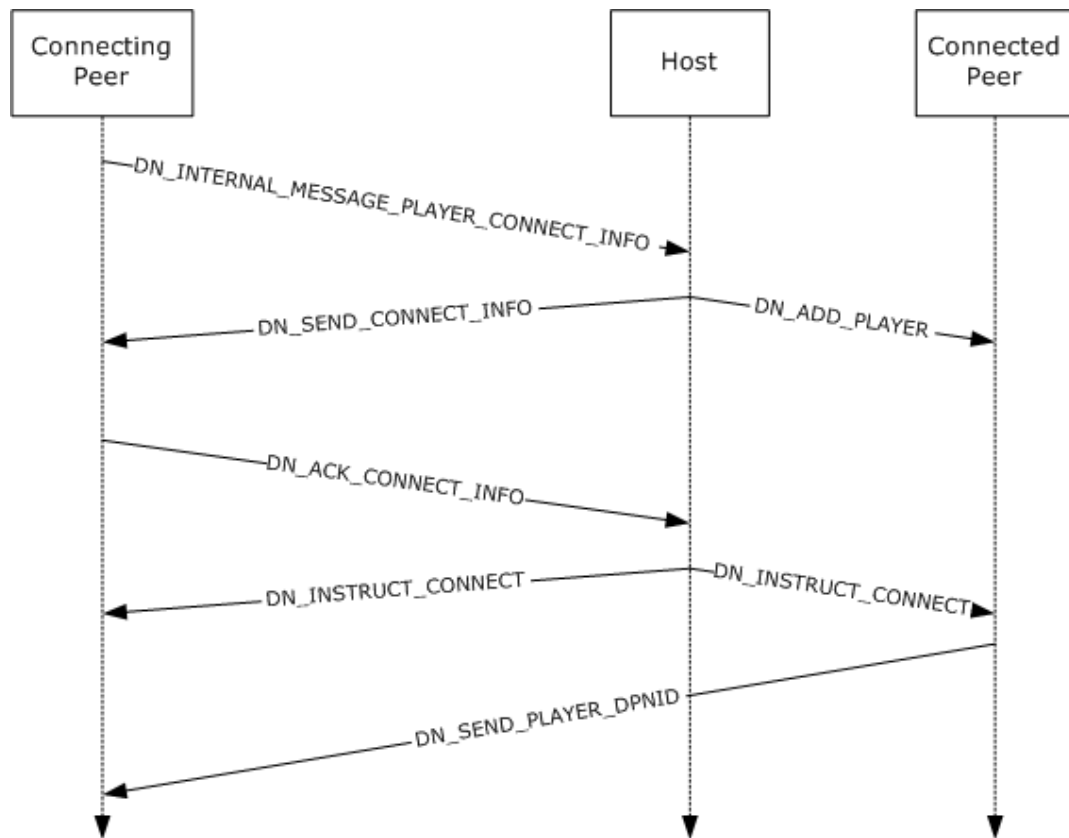 Connecting
Peer
Host
Connected
Peer
DN_INTERNAL_MESSAGE_PLAYER_CONNECT_INFO
DN_SEND_CONNECT_INFO
DN_ADD_PLAYER
DN_ACK_CONNECT_INFO
DN_INSTRUCT_CONNECT
DN_INSTRUCT_CONNECT
DN_SEND_PLAYER_DPNID